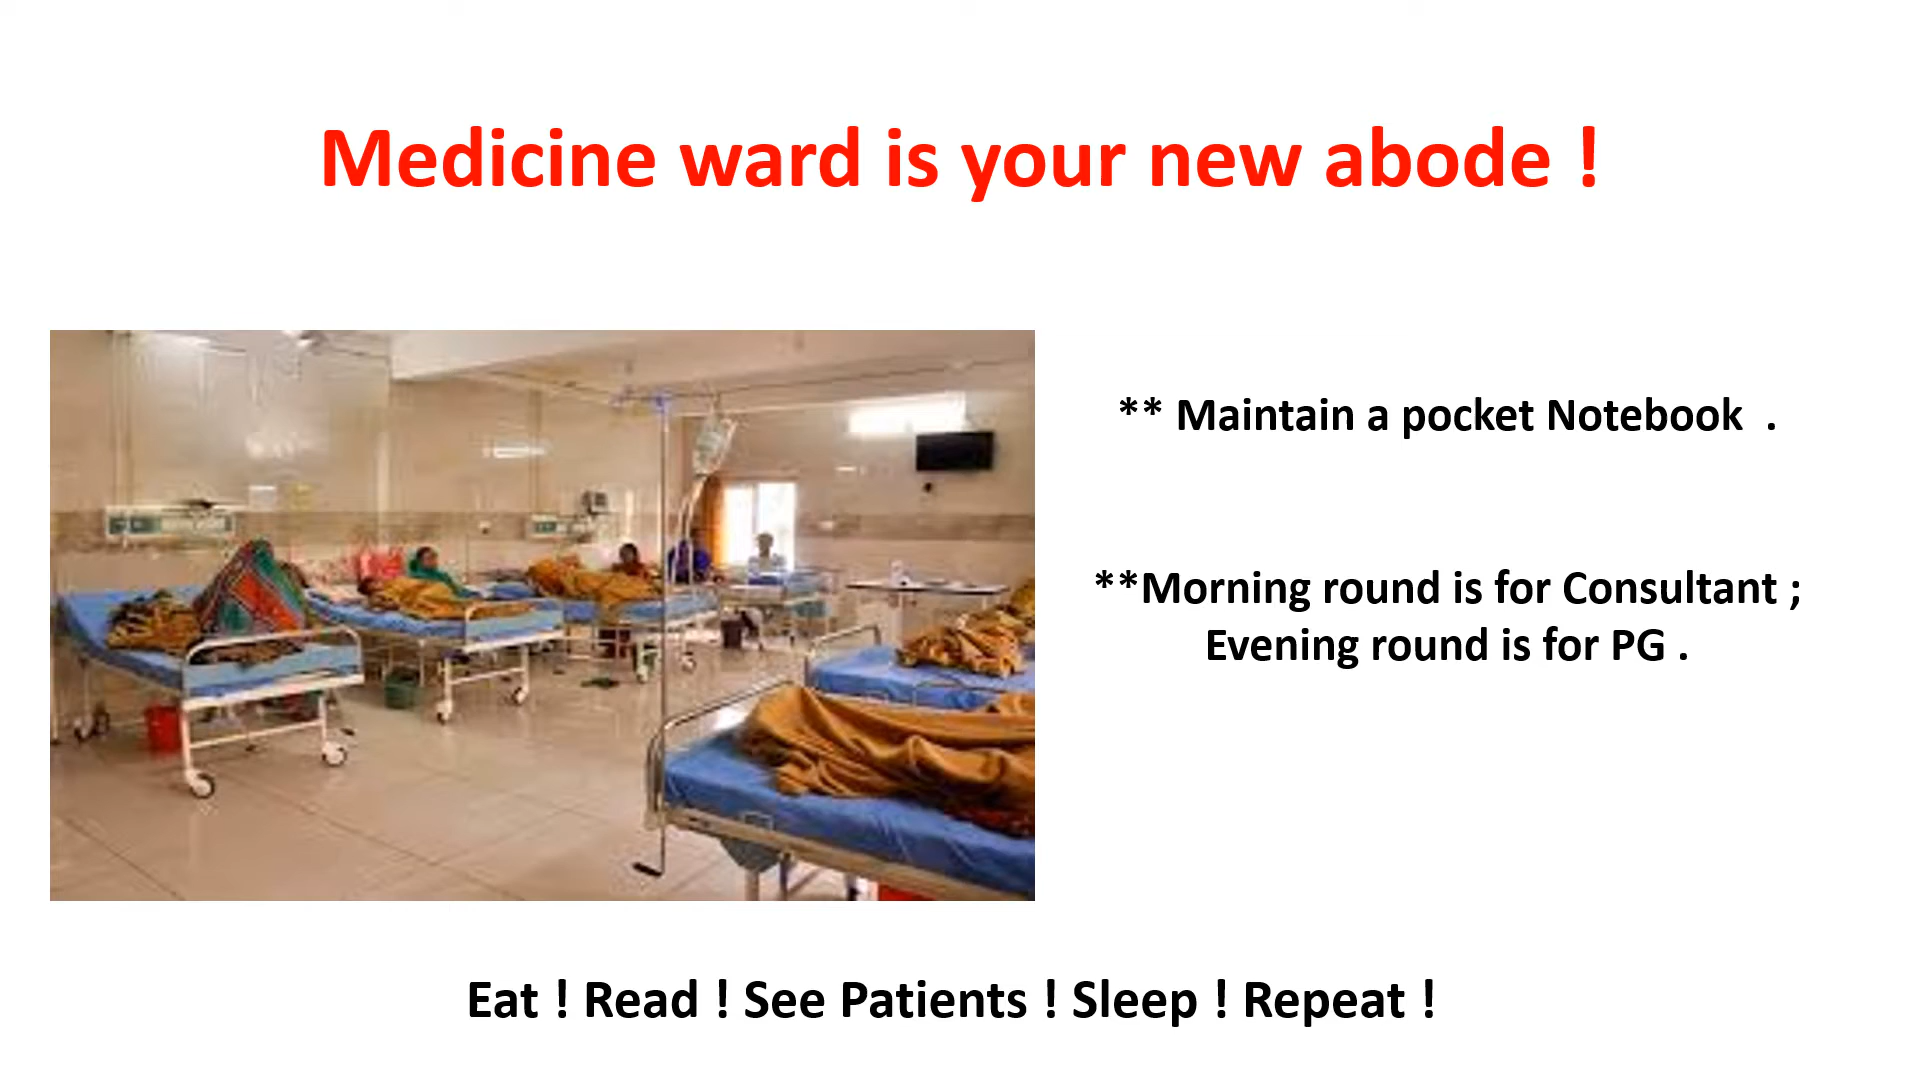 Medicine ward is your new abode !
** Maintain a pocket Notebook .
**Morning round is for Consultant ;
Evening round is for PG .
Eat ! Read ! See Patients ! Sleep ! Repeat !